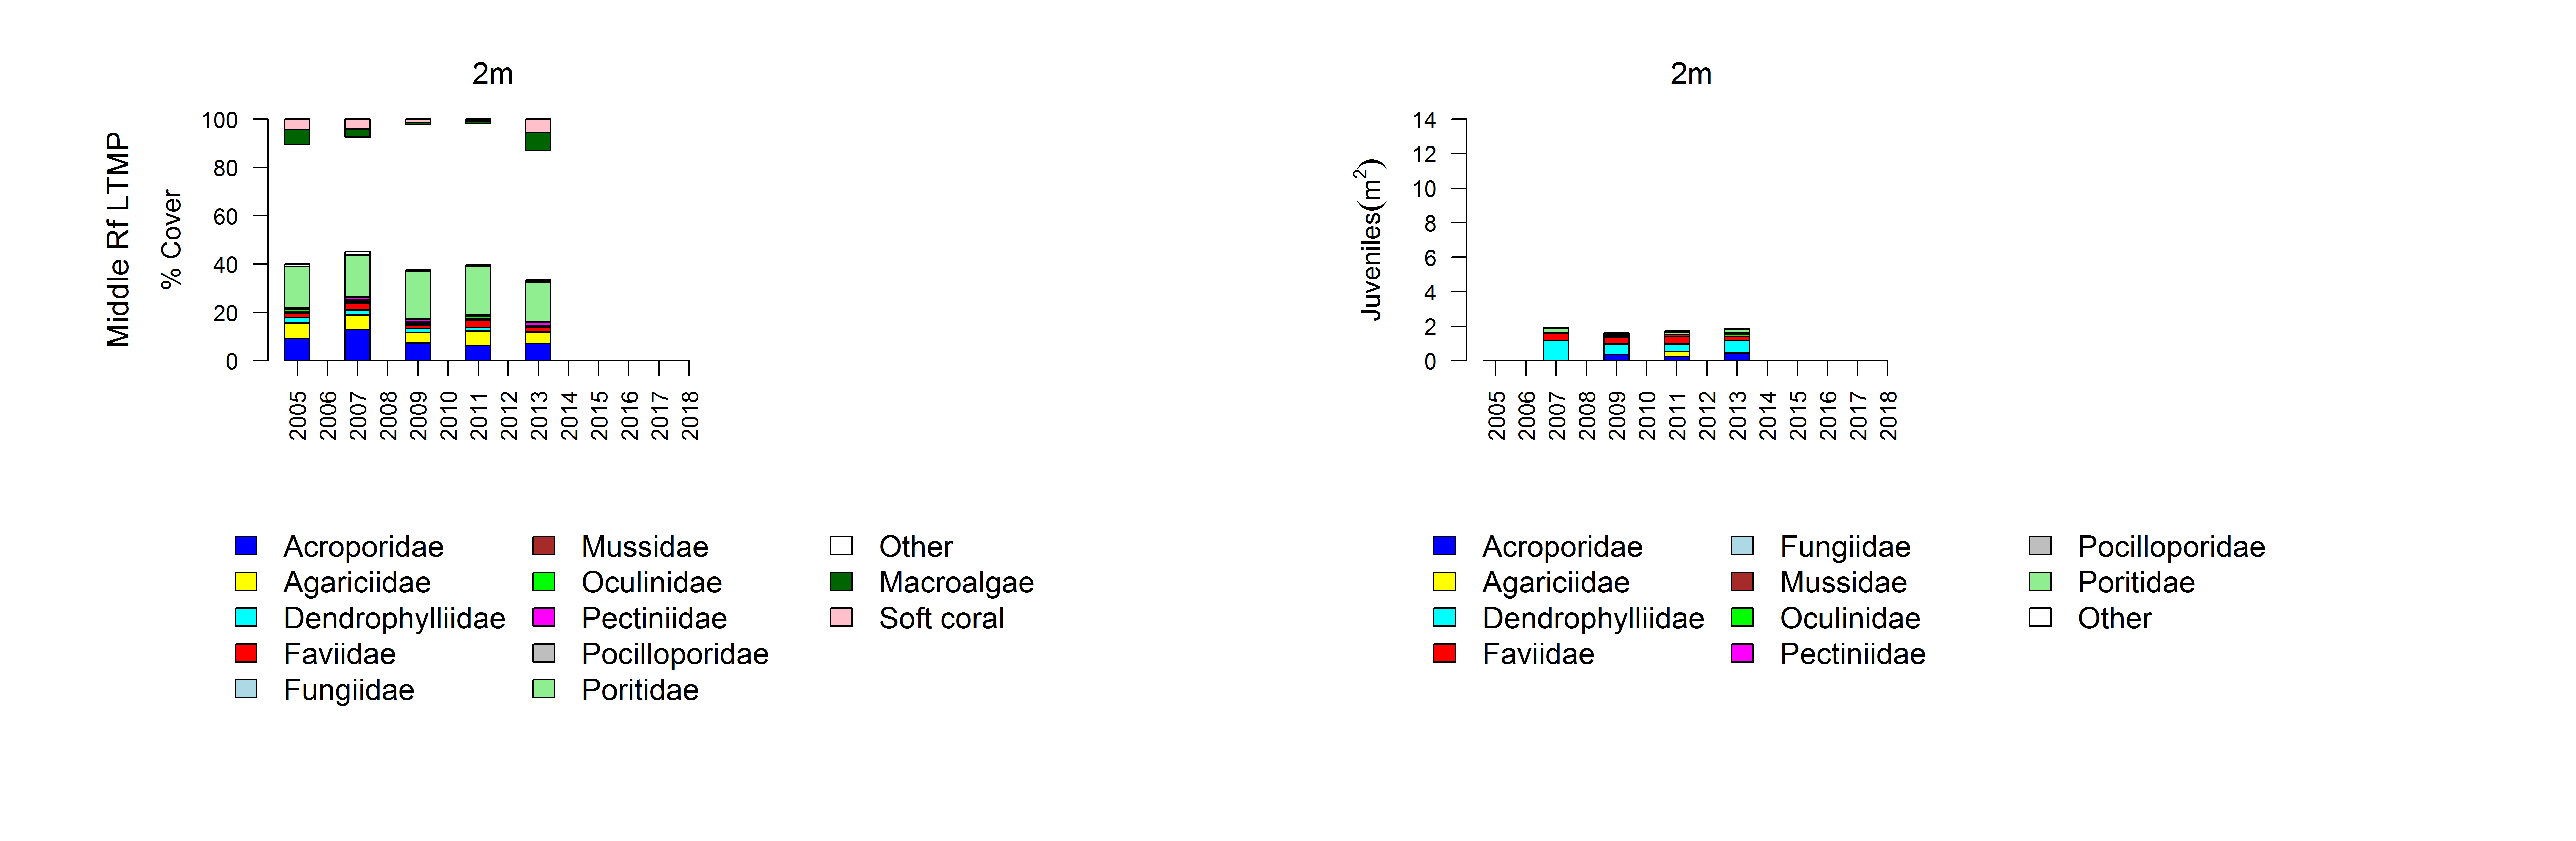 2m
Middle Rf LTMP
% Cover
100
80
60
40
20
0
2005 2006 2007 2008 2009 2010 2011 2012 2013 2014 2015 2016 2017 2018
Acroporidae Mussidae Other
Agariciidae Oculinidae Macroalgae
Dendrophylliidae Pectiniidae Soft coral
Faviidae Pocilloporidae
Fungiidae Poritidae
2m
Juveniles(m²)
14
12
10
8
6
4
2
0
2005 2006 2007 2008 2009 2010 2011 2012 2013 2014 2015 2016 2017 2018
Acroporidae Fungiidae Pocilloporidae
Agariciidae Mussidae Poritidae
Dendrophylliidae Oculinidae Other
Faviidae Pectiniidae